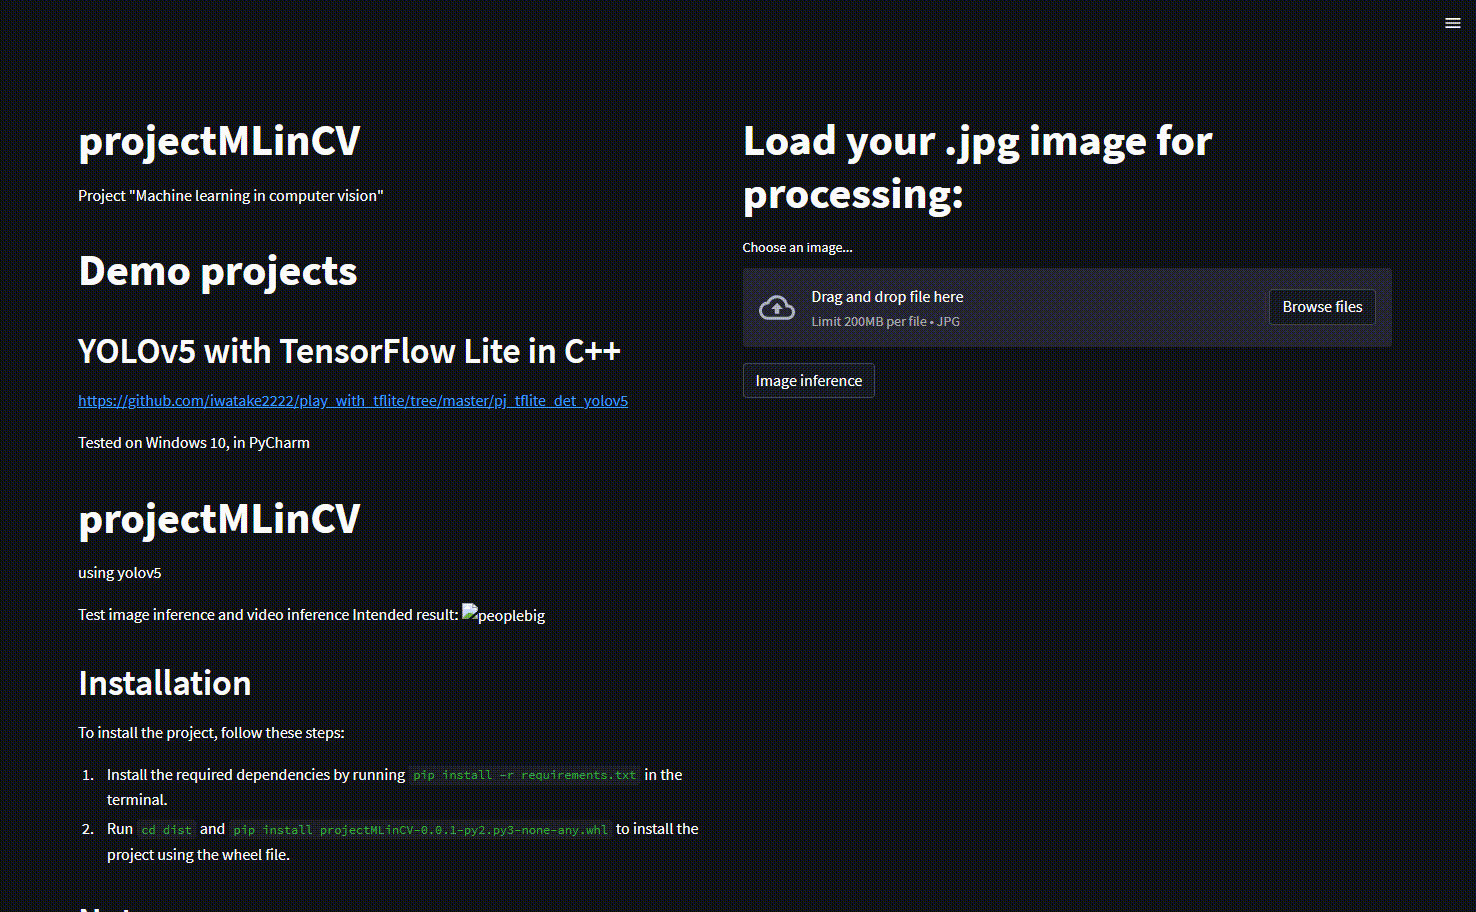 projectMLinCV
Project "Machine learning in computer vision"
Demo projects
YOLOv5 with TensorFlow Lite in C++
https://github.com/iwatake2222/play_with_tflite/tree/master/pj_tflite_det_yolov5
Tested on Windows 10, in PyCharm
projectMLinCV
using yolov5
Test image inference and video inference Intended result: peoplebig
Installation
To install the project, follow these steps:
1. Install the required dependencies by running pip install -r requirements.txt in the
terminal.
2. Run cd dist and pip install projectMLinCV-0.0.1-py2.py3-none-any.whl to install the
project using the wheel file.
Load your .jpg image for
processing:
Choose an image...
Drag and drop file here
Limit 200MB per file • JPG
Browse files
Image inference